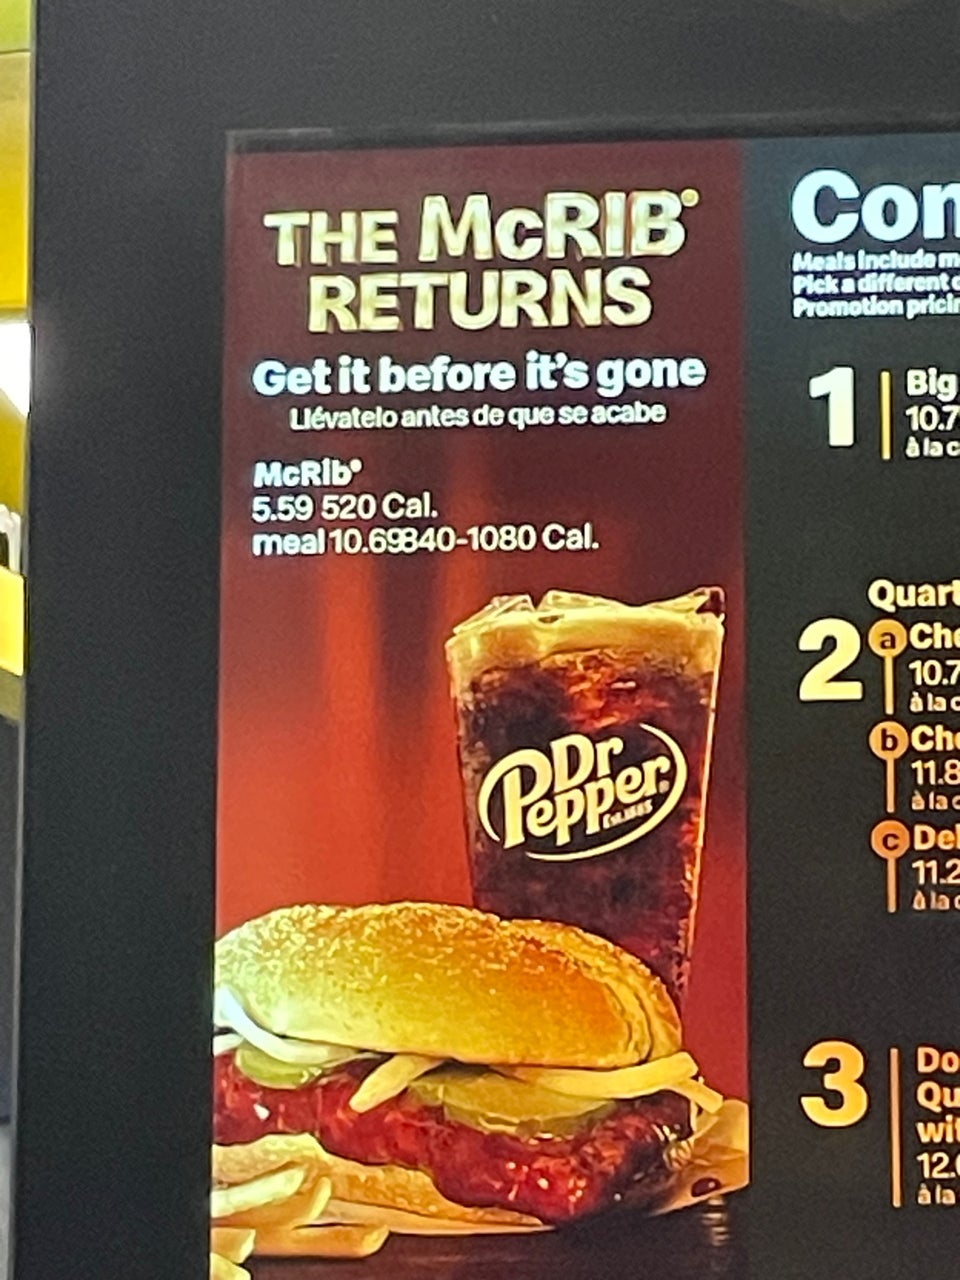 THE McRIB®
RETURNS
Get it before it's gone
Llévatelo antes de que se acabe
McRib®
5.59 520 Cal.
meal 10.69840-1080 Cal.
Dr
Pepper
Con
Meals include m
Pick a different
Promotion pricin
1
Big
10.7
à la c
Quart
2
a Che
10.7
à la c
b Che
11.8
à la c
c Del
11.2
à la c
3
Do
Qu
wit
12.
à la